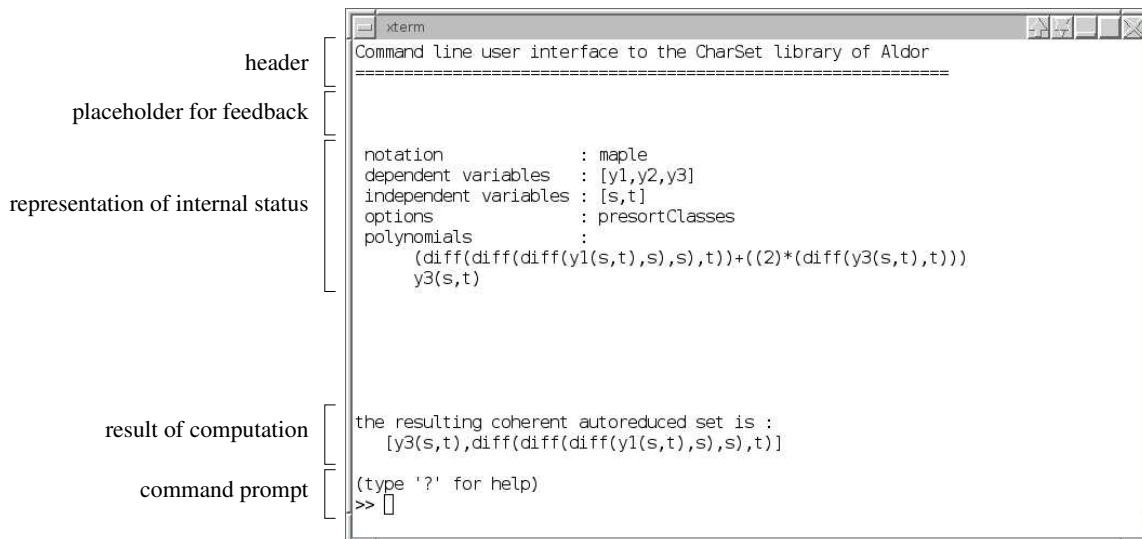 xterm
header
Command line user interface to the CharSet library of Aldor
=============================================================
placeholder for feedback
representation of internal status
notation : maple
dependent variables : [y1,y2,y3]
independent variables : [s,t]
options : presortClasses
polynomials :
(diff(diff(diff(y1(s,t),s),s),t))+((2)*(diff(y3(s,t),t)))
y3(s,t)
result of computation
the resulting coherent autoreduced set is :
[y3(s,t),diff(diff(diff(y1(s,t),s),s),t)]
command prompt
(type '?' for help)
>>